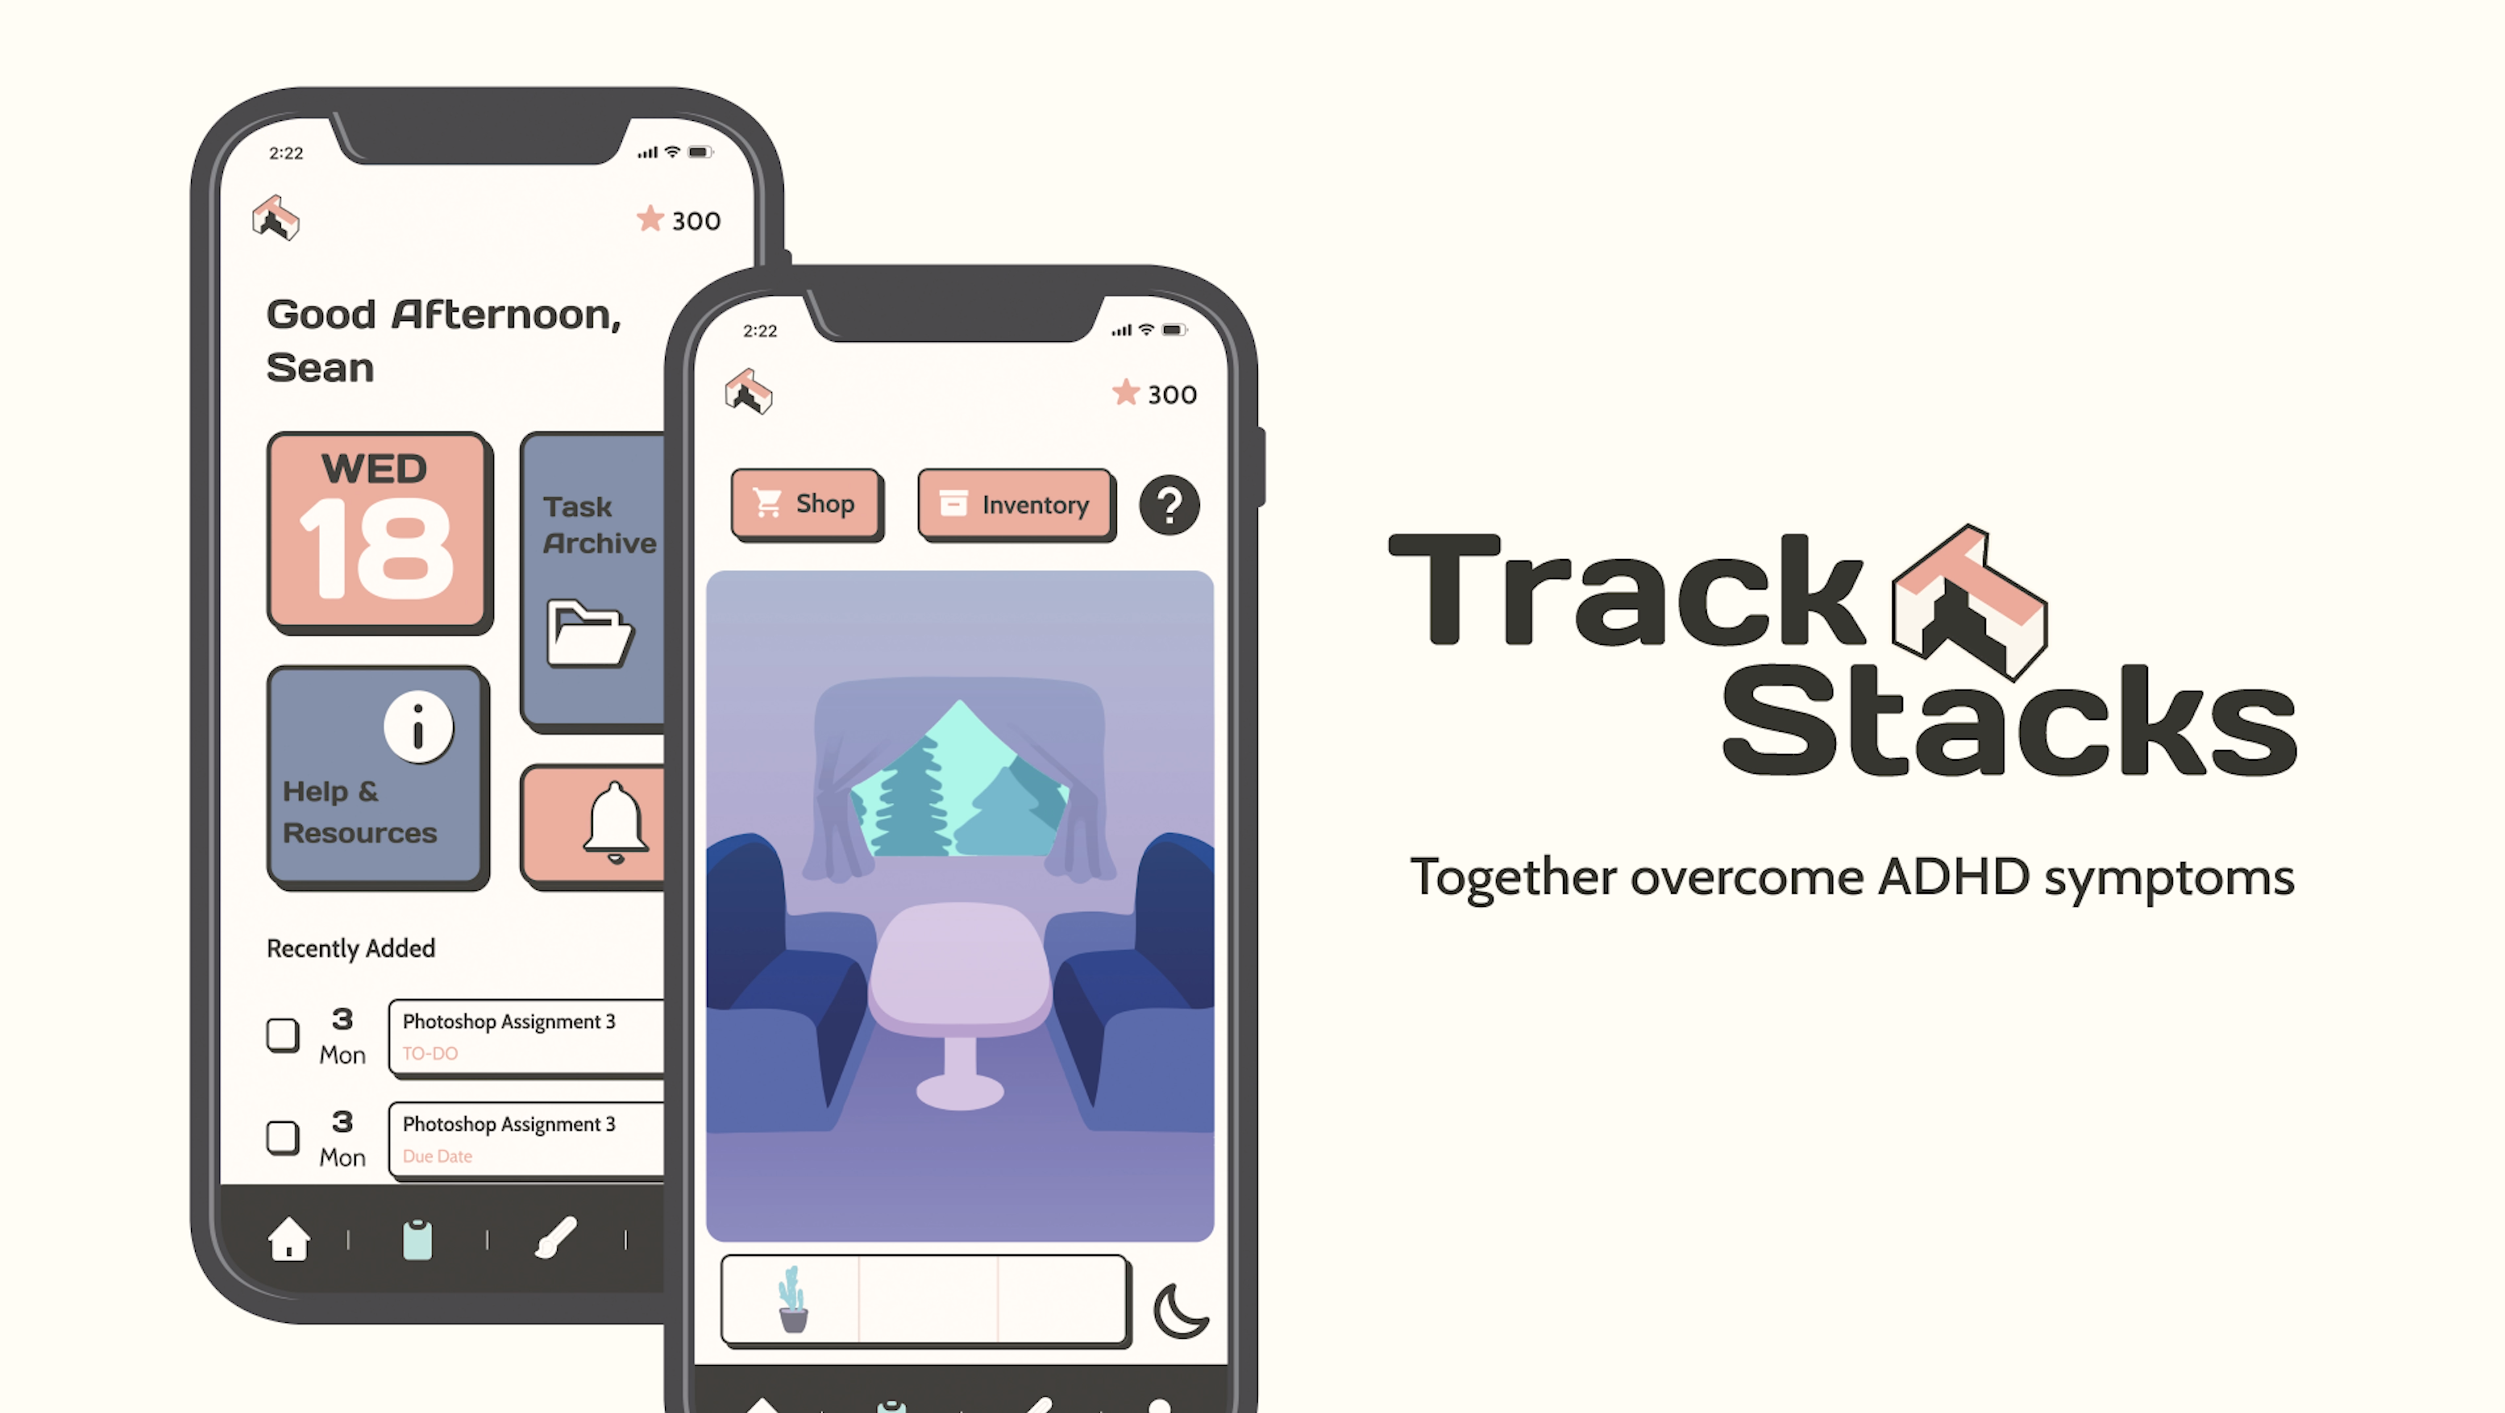 2:22
300
Good Afternoon,
Sean
WED
18
Task
Archive
Help &
Resources
Recently Added
3
Mon
Photoshop Assignment 3
TO-DO
3
Mon
Photoshop Assignment 3
Due Date
2:22
300
Shop
Inventory
?
Track
Stacks
Together overcome ADHD symptoms